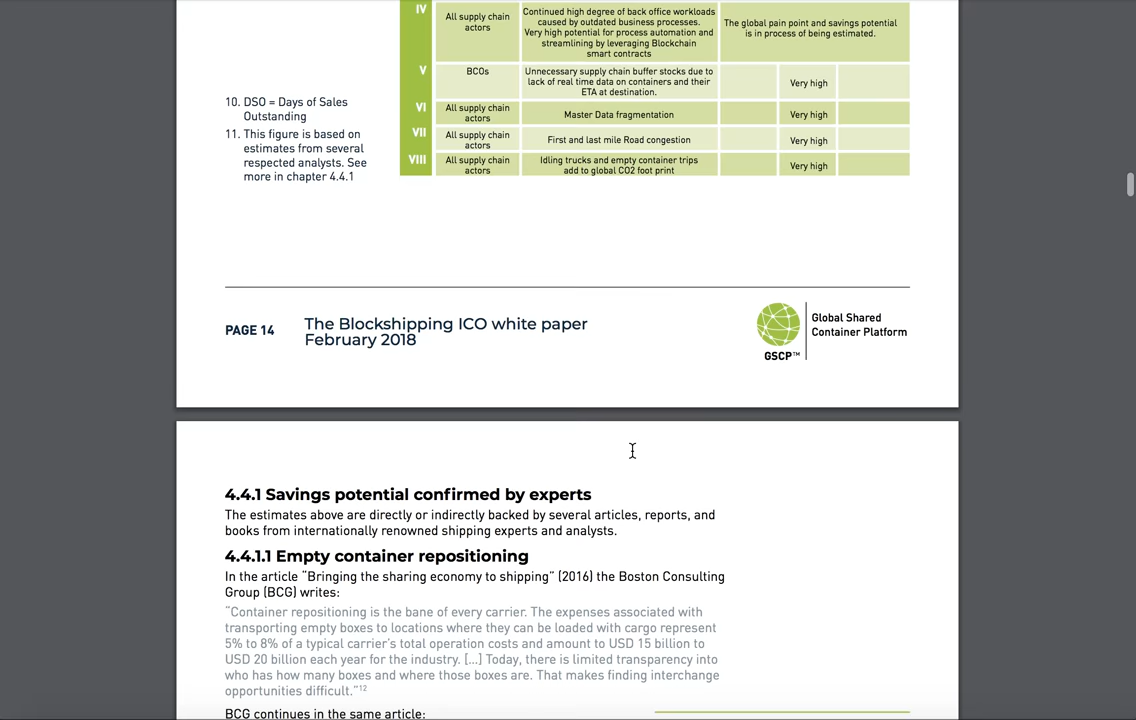 IV
All supply chain
actors
Continued high degree of back office workloads
caused by outdated business processes.
Very high potential for process automation and
streamlining by leveraging Blockchain
smart contracts
The global pain point and savings potential
is in process of being estimated.
V
BCOs
Unnecessary supply chain buffer stocks due to
lack of real time data on containers and their
ETA at destination.
Very high
VI
All supply chain
actors
Master Data fragmentation
Very high
VII
All supply chain
actors
First and last mile Road congestion
Very high
VIII
All supply chain
actors
Idling trucks and empty container trips
add to global CO2 foot print
Very high
10. DSO = Days of Sales
Outstanding
11. This figure is based on
estimates from several
respected analysts. See
more in chapter 4.4.1
PAGE 14
The Blockshipping ICO white paper
February 2018
GSCP™
Global Shared
Container Platform
4.4.1 Savings potential confirmed by experts
The estimates above are directly or indirectly backed by several articles, reports, and
books from internationally renowned shipping experts and analysts.
4.4.1.1 Empty container repositioning
In the article “Bringing the sharing economy to shipping” (2016) the Boston Consulting
Group (BCG) writes:
“Container repositioning is the bane of every carrier. The expenses associated with
transporting empty boxes to locations where they can be loaded with cargo represent
5% to 8% of a typical carrier’s total operation costs and amount to USD 15 billion to
USD 20 billion each year for the industry. [...] Today, there is limited transparency into
who has how many boxes and where those boxes are. That makes finding interchange
opportunities difficult.”12
BCG continues in the same article: